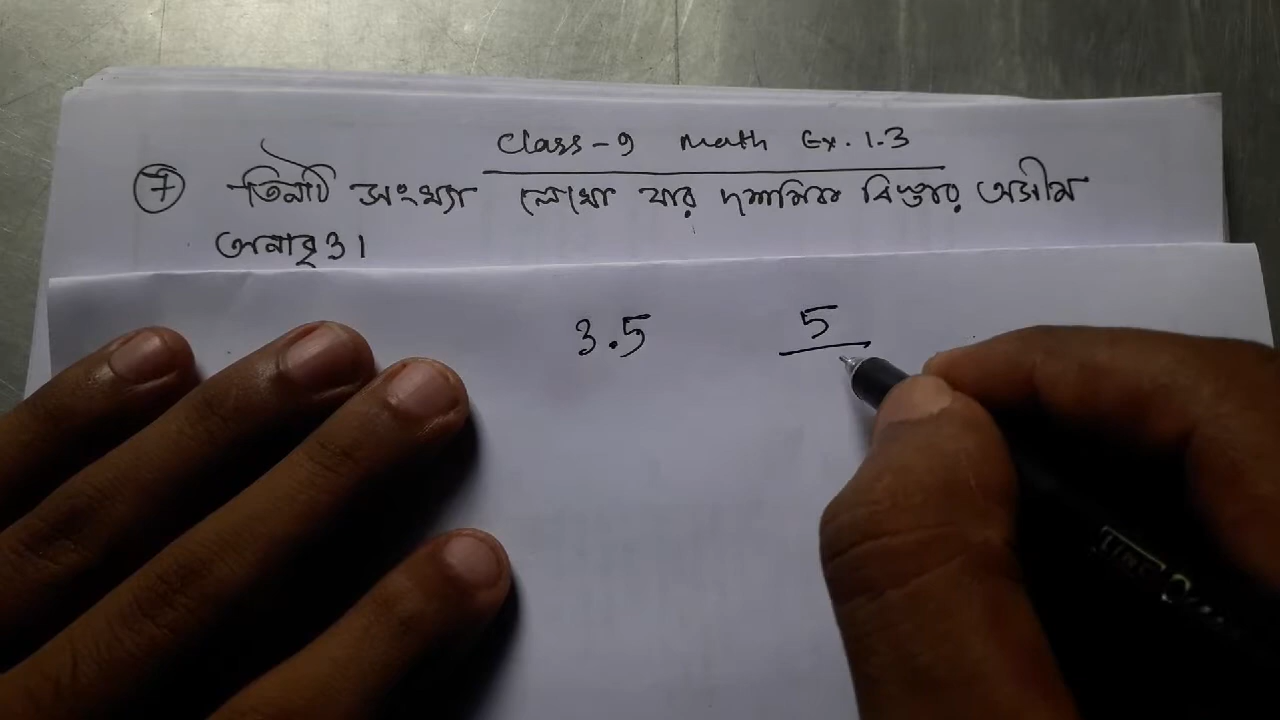 Class-9 Math Ex. 1.3
7 তিনটি সংখ্যা লেখো যার দশমিক বিস্তার অসীম
অনাবৃত।
3.5 5